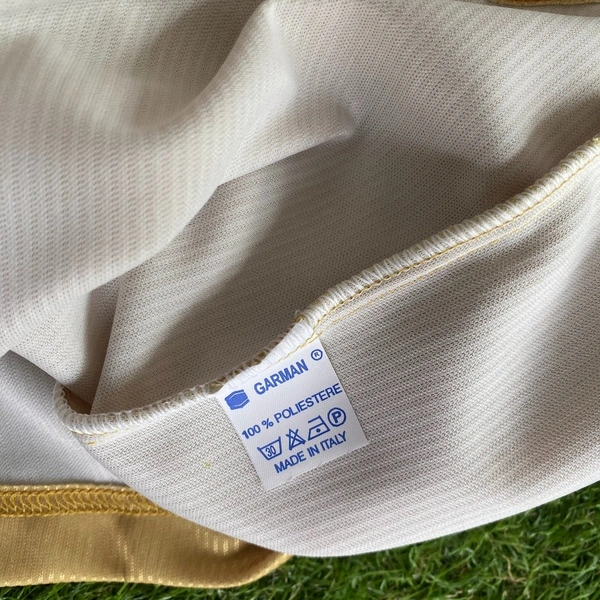 GARMAN ®
100 % POLIESTERE
30 P
MADE IN ITALY